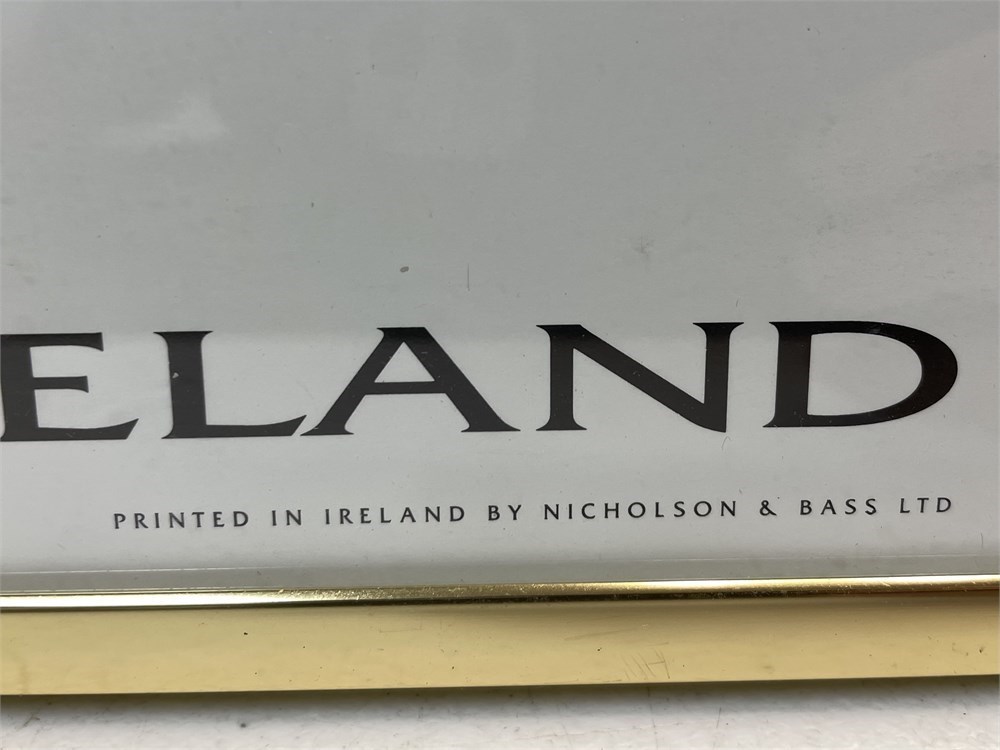 ELAND
PRINTED IN IRELAND BY NICHOLSON & BASS LTD